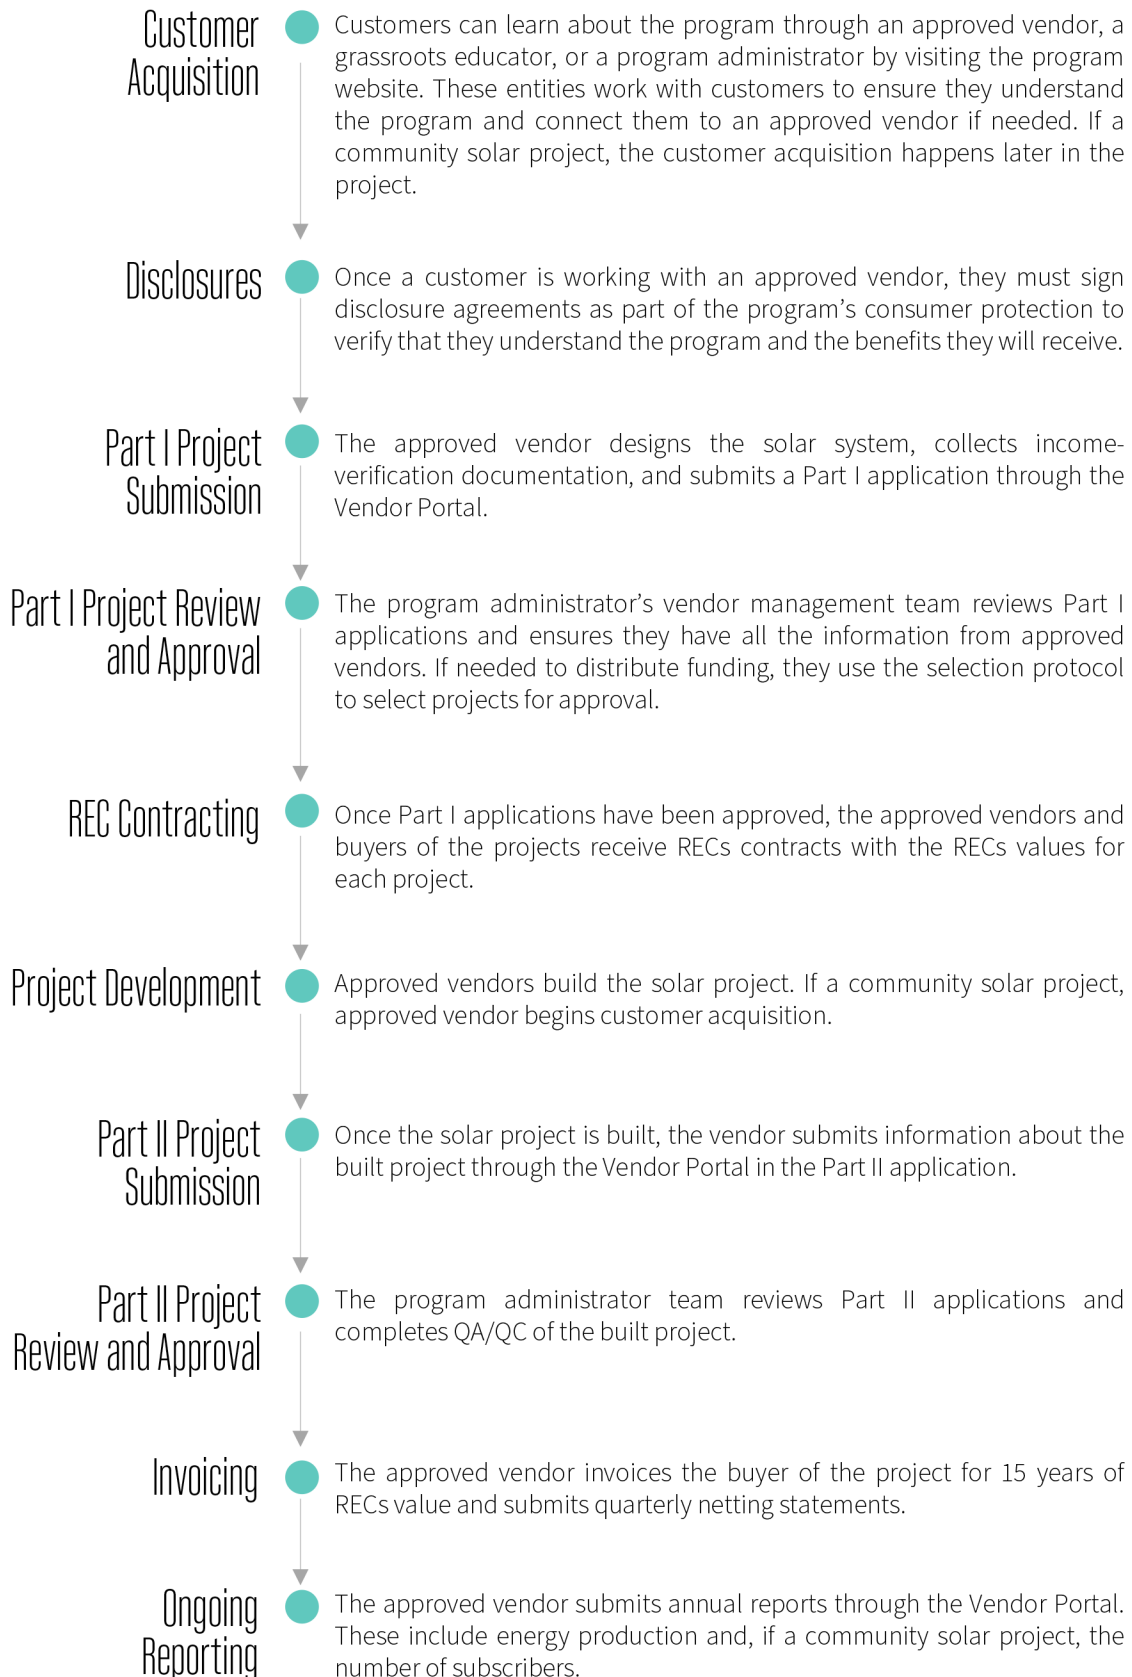 Customer
Acquisition
Customers can learn about the program through an approved vendor, a
grassroots educator, or a program administrator by visiting the program
website. These entities work with customers to ensure they understand
the program and connect them to an approved vendor if needed. If a
community solar project, the customer acquisition happens later in the
project.
Disclosures
Once a customer is working with an approved vendor, they must sign
disclosure agreements as part of the program’s consumer protection to
verify that they understand the program and the benefits they will receive.
Part I Project
Submission
The approved vendor designs the solar system, collects income-
verification documentation, and submits a Part I application through the
Vendor Portal.
Part I Project Review
and Approval
The program administrator’s vendor management team reviews Part I
applications and ensures they have all the information from approved
vendors. If needed to distribute funding, they use the selection protocol
to select projects for approval.
REC Contracting
Once Part I applications have been approved, the approved vendors and
buyers of the projects receive RECs contracts with the RECs values for
each project.
Project Development
Approved vendors build the solar project. If a community solar project,
approved vendor begins customer acquisition.
Part II Project
Submission
Once the solar project is built, the vendor submits information about the
built project through the Vendor Portal in the Part II application.
Part II Project
Review and Approval
The program administrator team reviews Part II applications and
completes QA/QC of the built project.
Invoicing
The approved vendor invoices the buyer of the project for 15 years of
RECs value and submits quarterly netting statements.
Ongoing
Reporting
The approved vendor submits annual reports through the Vendor Portal.
These include energy production and, if a community solar project, the
number of subscribers.